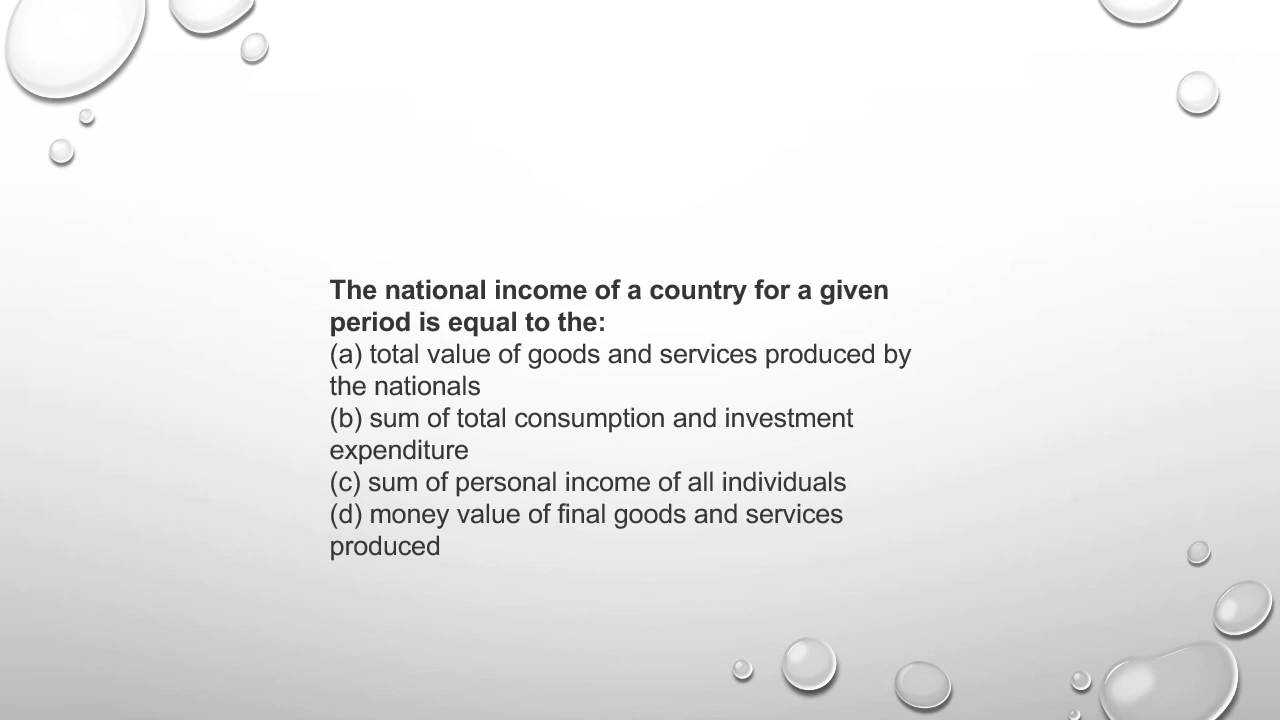 The national income of a country for a given
period is equal to the:
(a) total value of goods and services produced by
the nationals
(b) sum of total consumption and investment
expenditure
(c) sum of personal income of all individuals
(d) money value of final goods and services
produced